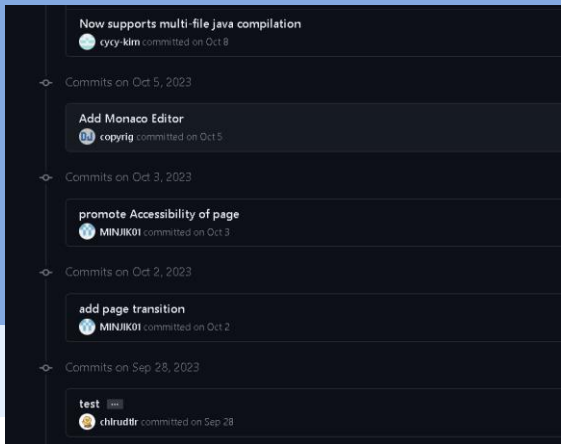 Now supports multi-file java compilation
cycy-kim committed on Oct 8
Commits on Oct 5, 2023
Add Monaco Editor
copyrig committed on Oct 5
Commits on Oct 3, 2023
promote Accessibility of page
MINJIK01 committed on Oct 3
Commits on Oct 2, 2023
add page transition
MINJIK01 committed on Oct 2
Commits on Sep 28, 2023
test ...
chlrudtlr committed on Sep 28